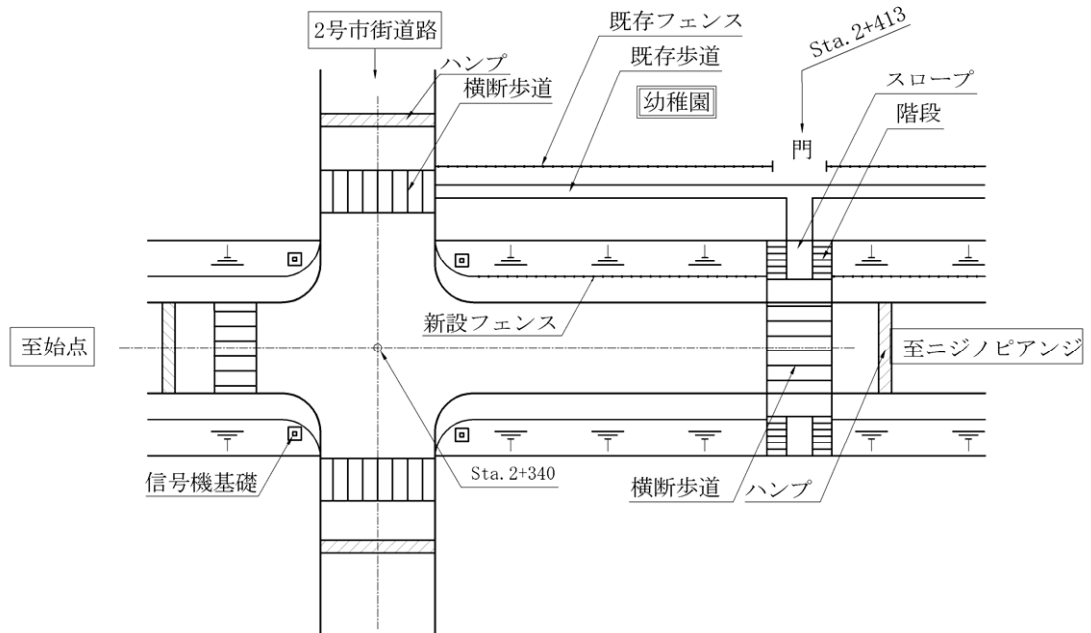 2号市街道路
既存フェンス
Sta. 2+413
ハンプ
既存歩道
横断歩道
幼稚園
スロープ
階段
門
新設フェンス
至始点
至ニジノピアンジ
信号機基礎
Sta. 2+340
横断歩道
ハンプ